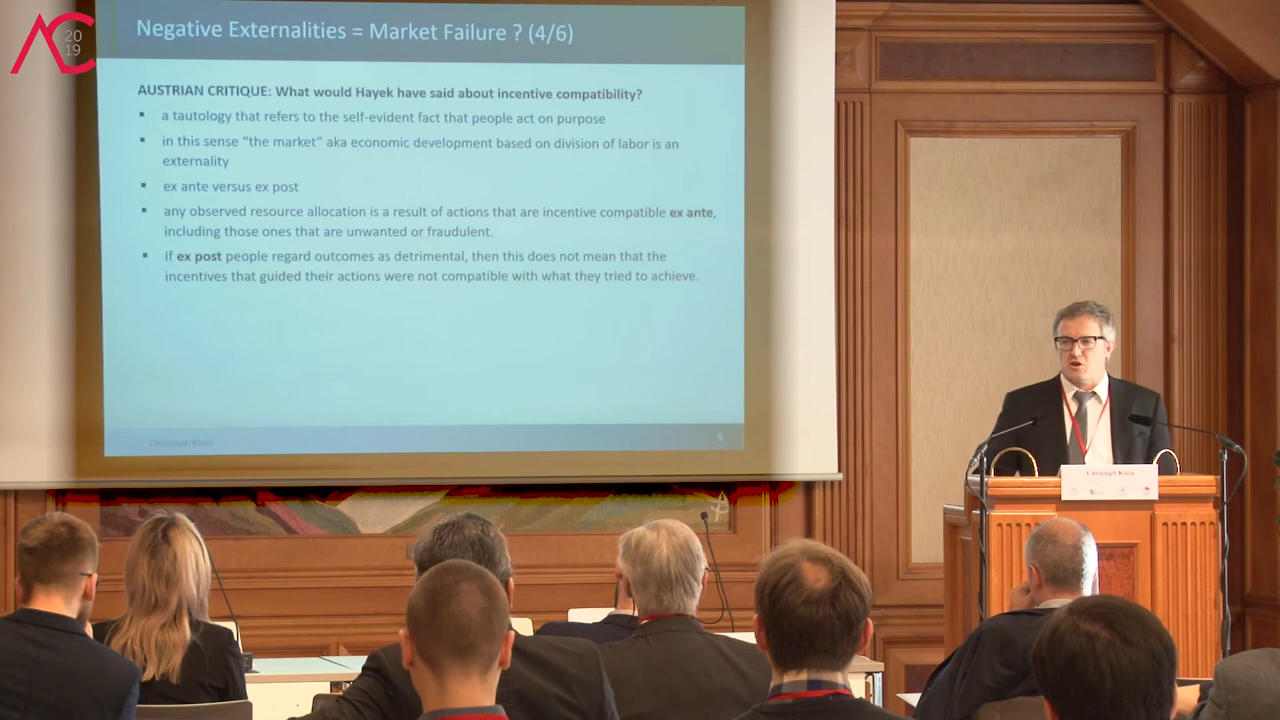 AC 20
19
Negative Externalities = Market Failure ? (4/6)
AUSTRIAN CRITIQUE: What would Hayek have said about incentive compatibility?
▪ a tautology that refers to the self-evident fact that people act on purpose
▪ in this sense “the market” aka economic development based on division of labor is an
externality
▪ ex ante versus ex post
▪ any observed resource allocation is a result of actions that are incentive compatible ex ante,
including those ones that are unwanted or fraudulent.
▪ If ex post people regard outcomes as detrimental, then this does not mean that the
incentives that guided their actions were not compatible with what they tried to achieve.
Christoph Klein
9
Christoph Klein